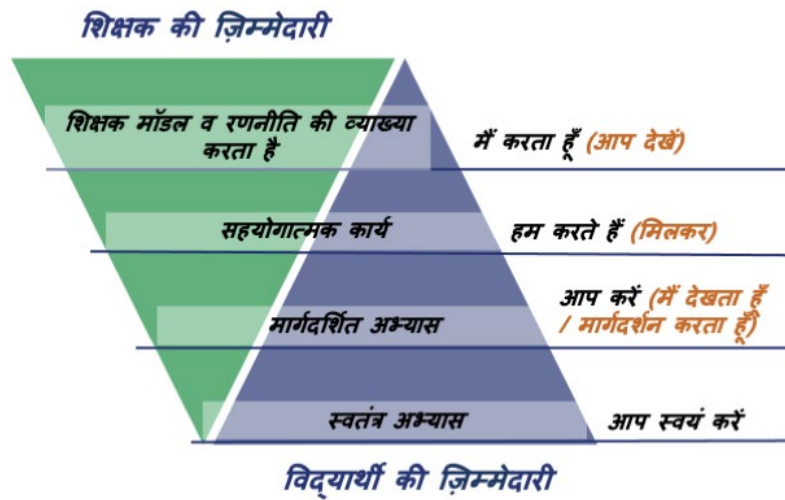 शिक्षक की ज़िम्मेदारी
शिक्षक मॉडल व रणनीति की व्याख्या
करता है
मैं करता हूँ (आप देखें)
सहयोगात्मक कार्य
हम करते हैं (मिलकर)
मार्गदर्शित अभ्यास
आप करें (मैं देखता हूँ
/ मार्गदर्शन करता हूँ)
स्वतंत्र अभ्यास
आप स्वयं करें
विद्यार्थी की ज़िम्मेदारी